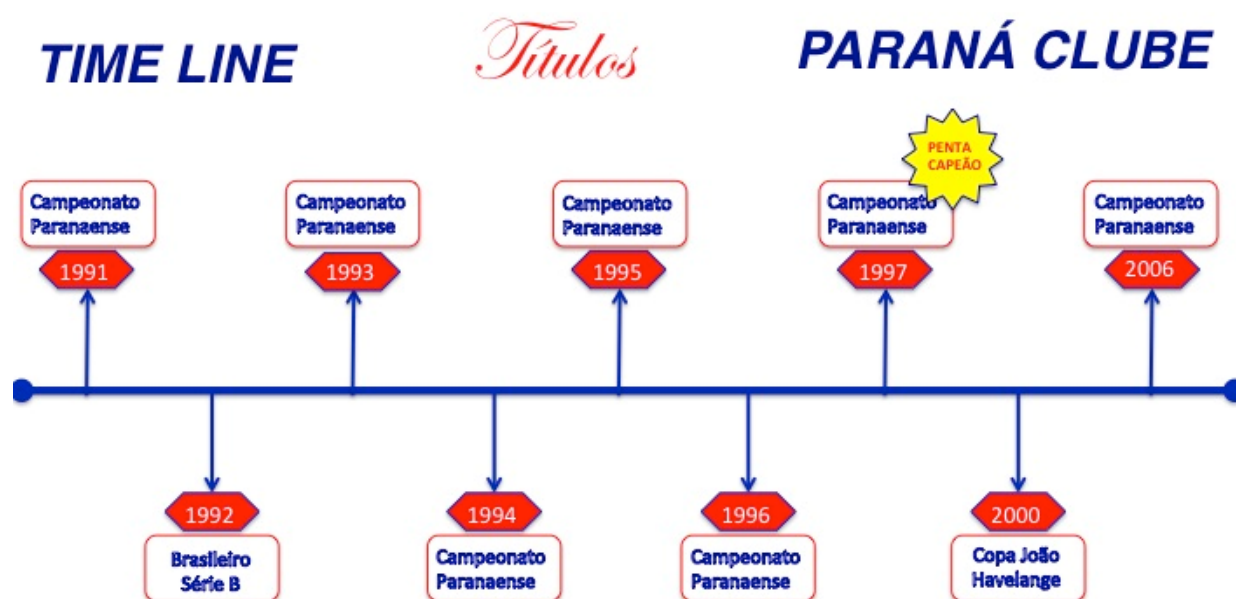 TIME LINE
Títulos
PARANÁ CLUBE
PENTA
CAPEÃO
Campeonato
Paranaense
1991
Campeonato
Paranaense
1993
Campeonato
Paranaense
1995
Campeonato
Paranaense
1997
Campeonato
Paranaense
2006
1992
Brasileiro
Série B
1994
Campeonato
Paranaense
1996
Campeonato
Paranaense
2000
Copa João
Havelange